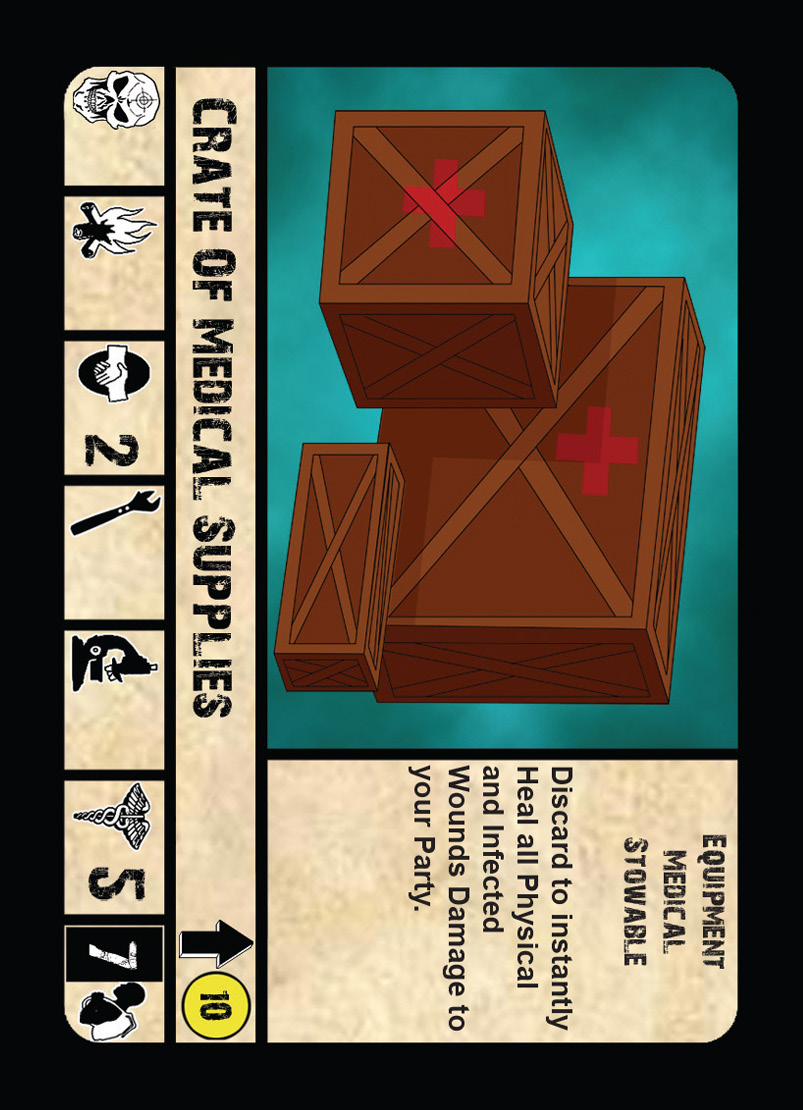 EQUIPMENT
MEDICAL
STOWABLE
Discard to instantly
Heal all Physical
and Infected
Wounds Damage to
your Party.
CRATE OF MEDICAL SUPPLIES
10
2
5
7